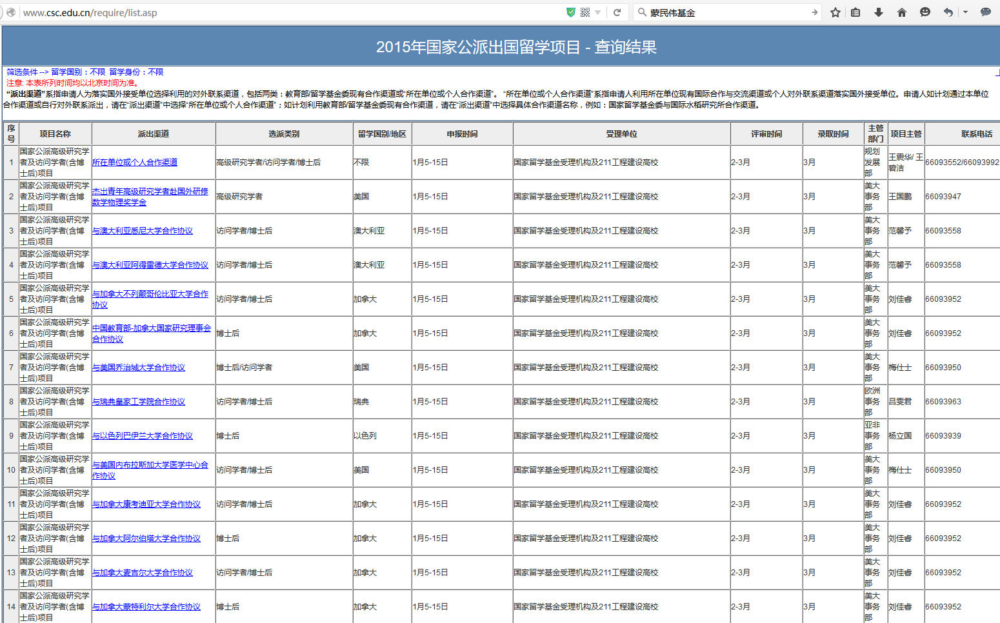 www.csc.edu.cn/require/list.asp 蒙民伟基金
2015年国家公派出国留学项目 - 查询结果
筛选条件 --> 留学国别：不限 留学身份：不限
注意: 本表所列时间均以北京时间为准。
“派出渠道”系指申请人为落实国外接受单位选择利用的对外联系渠道，包括两类：教育部/留学基金委现有合作渠道或“所在单位或个人合作渠道”。 “所在单位或个人合作渠道”系指申请人利用所在单位现有国际合作与交流渠道或个人对外联系渠道落实国外接受单位。申请人如计划通过本单位
合作渠道或自行对外联系派出，请在“派出渠道”中选择“所在单位或个人合作渠道”；如计划利用教育部/留学基金委现有合作渠道，请在“派出渠道”中选择具体合作渠道名称，例如：国家留学基金委与国际水稻研究所合作渠道。
序号 项目名称 派出渠道 选派类别 留学国别/地区 申报时间 受理单位 评审时间 录取时间 主管部门 项目主管 联系电话
1 国家公派高级研究学者及访问学者(含博士后)项目 所在单位或个人合作渠道 高级研究学者/访问学者/博士后 不限 1月5-15日 国家留学基金受理机构及211工程建设高校 2-3月 3月 规划发展部 王震华/ 王碧洁 66093552/66093992
2 国家公派高级研究学者及访问学者(含博士后)项目 杰出青年高级研究学者赴国外研修数学物理奖学金 高级研究学者 美国 1月5-15日 国家留学基金受理机构及211工程建设高校 2-3月 3月 美大事务部 王国鹏 66093947
3 国家公派高级研究学者及访问学者(含博士后)项目 与澳大利亚悉尼大学合作协议 访问学者/博士后 澳大利亚 1月5-15日 国家留学基金受理机构及211工程建设高校 2-3月 3月 美大事务部 范馨予 66093558
4 国家公派高级研究学者及访问学者(含博士后)项目 与澳大利亚阿得雷德大学合作协议 访问学者/博士后 澳大利亚 1月5-15日 国家留学基金受理机构及211工程建设高校 2-3月 3月 美大事务部 范馨予 66093558
5 国家公派高级研究学者及访问学者(含博士后)项目 与加拿大不列颠哥伦比亚大学合作协议 访问学者/博士后 加拿大 1月5-15日 国家留学基金受理机构及211工程建设高校 2-3月 3月 美大事务部 刘佳睿 66093952
6 国家公派高级研究学者及访问学者(含博士后)项目 中国教育部-加拿大国家研究理事会合作协议 博士后 加拿大 1月5-15日 国家留学基金受理机构及211工程建设高校 2-3月 3月 美大事务部 刘佳睿 66093952
7 国家公派高级研究学者及访问学者(含博士后)项目 与美国乔治城大学合作协议 博士后/访问学者 美国 1月5-15日 国家留学基金受理机构及211工程建设高校 2-3月 3月 美大事务部 梅仕士 66093950
8 国家公派高级研究学者及访问学者(含博士后)项目 与瑞典皇家工学院合作协议 访问学者/博士后 瑞典 1月5-15日 国家留学基金受理机构及211工程建设高校 2-3月 3月 欧洲事务部 吕雯君 66093963
9 国家公派高级研究学者及访问学者(含博士后)项目 与以色列巴伊兰大学合作协议 博士后 以色列 1月5-15日 国家留学基金受理机构及211工程建设高校 2-3月 3月 亚非事务部 杨立国 66093939
10 国家公派高级研究学者及访问学者(含博士后)项目 与美国内布拉斯加大学医学中心合作协议 访问学者/博士后 美国 1月5-15日 国家留学基金受理机构及211工程建设高校 2-3月 3月 美大事务部 梅仕士 66093950
11 国家公派高级研究学者及访问学者(含博士后)项目 与加拿大康考迪亚大学合作协议 访问学者/博士后 加拿大 1月5-15日 国家留学基金受理机构及211工程建设高校 2-3月 3月 美大事务部 刘佳睿 66093952
12 国家公派高级研究学者及访问学者(含博士后)项目 与加拿大阿尔伯塔大学合作协议 博士后 加拿大 1月5-15日 国家留学基金受理机构及211工程建设高校 2-3月 3月 美大事务部 刘佳睿 66093952
13 国家公派高级研究学者及访问学者(含博士后)项目 与加拿大麦吉尔大学合作协议 访问学者/博士后 加拿大 1月5-15日 国家留学基金受理机构及211工程建设高校 2-3月 3月 美大事务部 刘佳睿 66093952
14 国家公派高级研究学者及访问学者(含博士后)项目 与加拿大蒙特利尔大学合作协议 博士后 加拿大 1月5-15日 国家留学基金受理机构及211工程建设高校 2-3月 3月 美大事务部 刘佳睿 66093952